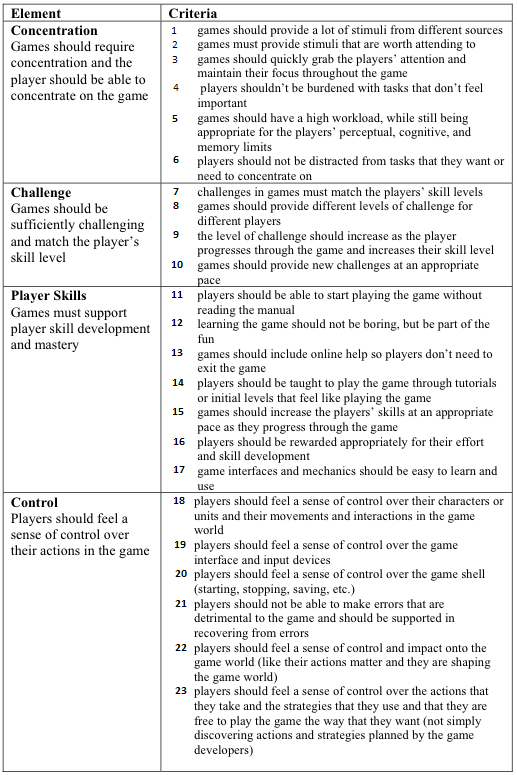 Element
Criteria
Concentration
Games should require
concentration and the
player should be able to
concentrate on the game
1 games should provide a lot of stimuli from different sources
2 games must provide stimuli that are worth attending to
3 games should quickly grab the players’ attention and
maintain their focus throughout the game
4 players shouldn’t be burdened with tasks that don’t feel
important
5 games should have a high workload, while still being
appropriate for the players’ perceptual, cognitive, and
memory limits
6 players should not be distracted from tasks that they want or
need to concentrate on
Challenge
Games should be
sufficiently challenging
and match the player’s
skill level
7 challenges in games must match the players’ skill levels
8 games should provide different levels of challenge for
different players
9 the level of challenge should increase as the player
progresses through the game and increases their skill level
10 games should provide new challenges at an appropriate
pace
Player Skills
Games must support
player skill development
and mastery
11 players should be able to start playing the game without
reading the manual
12 learning the game should not be boring, but be part of the
fun
13 games should include online help so players don’t need to
exit the game
14 players should be taught to play the game through tutorials
or initial levels that feel like playing the game
15 games should increase the players’ skills at an appropriate
pace as they progress through the game
16 players should be rewarded appropriately for their effort
and skill development
17 game interfaces and mechanics should be easy to learn and
use
Control
Players should feel a
sense of control over
their actions in the game
18 players should feel a sense of control over their characters or
units and their movements and interactions in the game
world
19 players should feel a sense of control over the game
interface and input devices
20 players should feel a sense of control over the game shell
(starting, stopping, saving, etc.)
21 players should not be able to make errors that are
detrimental to the game and should be supported in
recovering from errors
22 players should feel a sense of control and impact onto the
game world (like their actions matter and they are shaping
the game world)
23 players should feel a sense of control over the actions that
they take and the strategies that they use and that they are
free to play the game the way that they want (not simply
discovering actions and strategies planned by the game
developers)